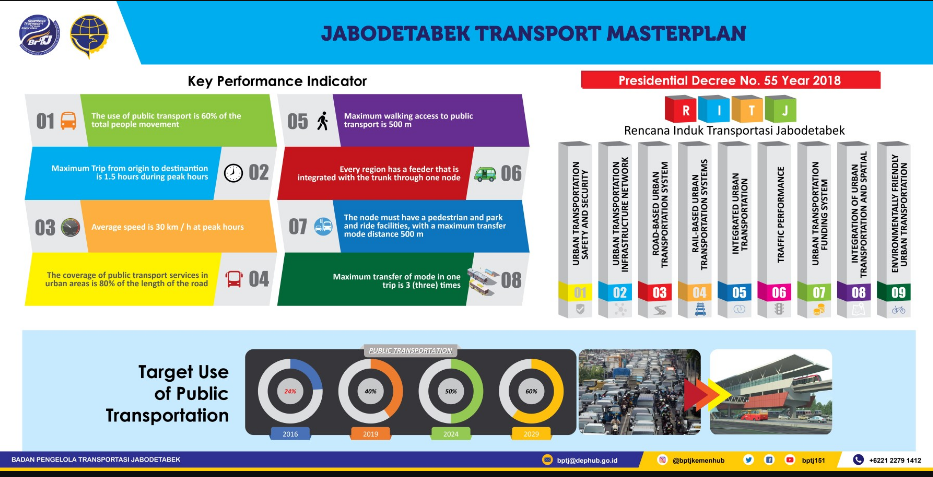 JABODETABEK TRANSPORT MASTERPLAN
Key Performance Indicator
01
The use of public transport is 60% of the
total people movement
Maximum Trip from origin to destinantion
is 1.5 hours during peak hours
02
03
Average speed is 30 km / h at peak hours
The coverage of public transport services in
urban areas is 80% of the length of the road
04
05
Maximum walking access to public
transport is 500 m
Every region has a feeder that is
integrated with the trunk through one node
06
07
The node must have a pedestrian and park
and ride facilities, with a maximum transfer
mode distance 500 m
Maximum transfer of mode in one
trip is 3 (three) times
08
Presidential Decree No. 55 Year 2018
R I T J
Rencana Induk Transportasi Jabodetabek
URBAN TRANSPORTATION
SAFETY AND SECURITY
01
URBAN TRANSPORTATION
INFRASTRUCTURE NETWORK
02
ROAD-BASED URBAN
TRANSPORTATION SYSTEM
03
RAIL-BASED URBAN
TRANSPORTATION SYSTEMS
04
INTEGRATED URBAN
TRANSPORTATION
05
TRAFFIC PERFORMANCE
06
URBAN TRANSPORTATION
FUNDING SYSTEM
07
INTEGRATION OF URBAN
TRANSPORTATION AND SPATIAL
08
ENVIRONMENTALLY FRIENDLY
URBAN TRANSPORTATION
09
Target Use
of Public
Transportation
PUBLIC TRANSPORTATION
24%
40%
50%
60%
2016
2019
2024
2029
BADAN PENGELOLA TRANSPORTASI JABODETABEK
bptj@dephub.go.id
@bptjkemenhub
bptj151
+6221 2279 1412